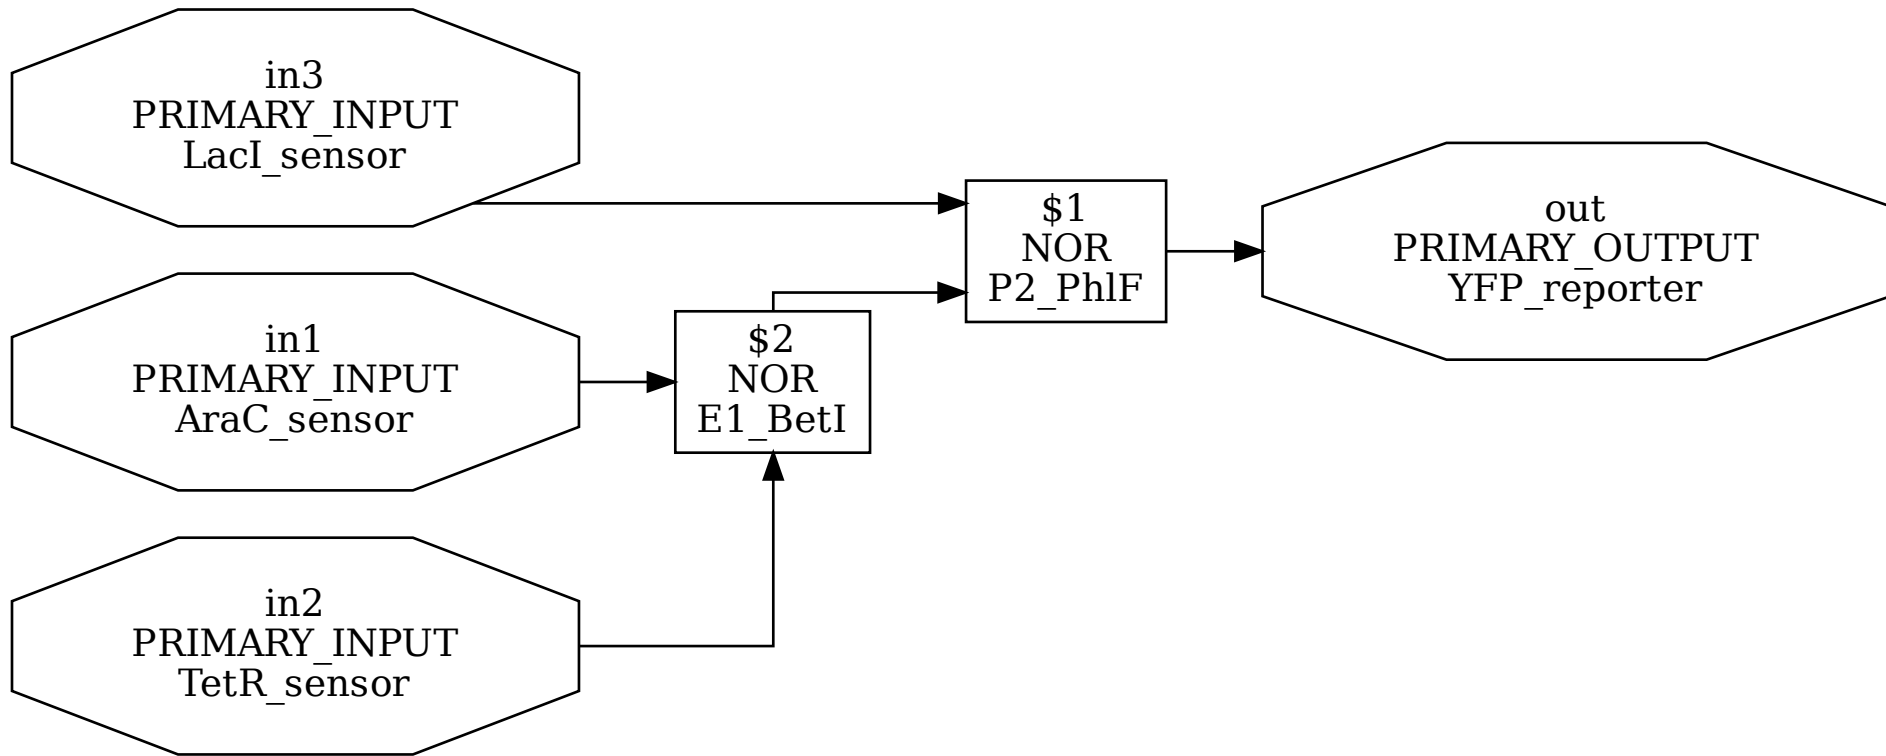 in3
PRIMARY_INPUT
LacI_sensor
in1
PRIMARY_INPUT
AraC_sensor
in2
PRIMARY_INPUT
TetR_sensor
$2
NOR
E1_BetI
$1
NOR
P2_PhlF
out
PRIMARY_OUTPUT
YFP_reporter